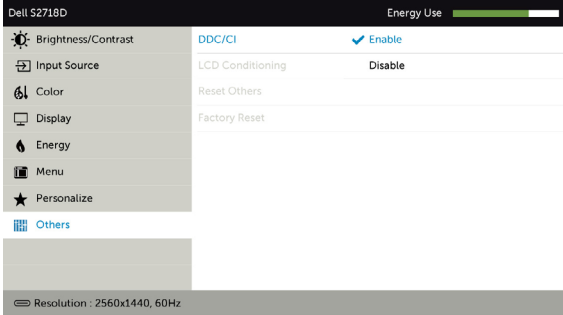 Dell S2718D Energy Use
Brightness/Contrast DDC/CI Enable
Input Source LCD Conditioning Disable
Color Reset Others
Display Factory Reset
Energy
Menu
Personalize
Others
Resolution : 2560x1440, 60Hz